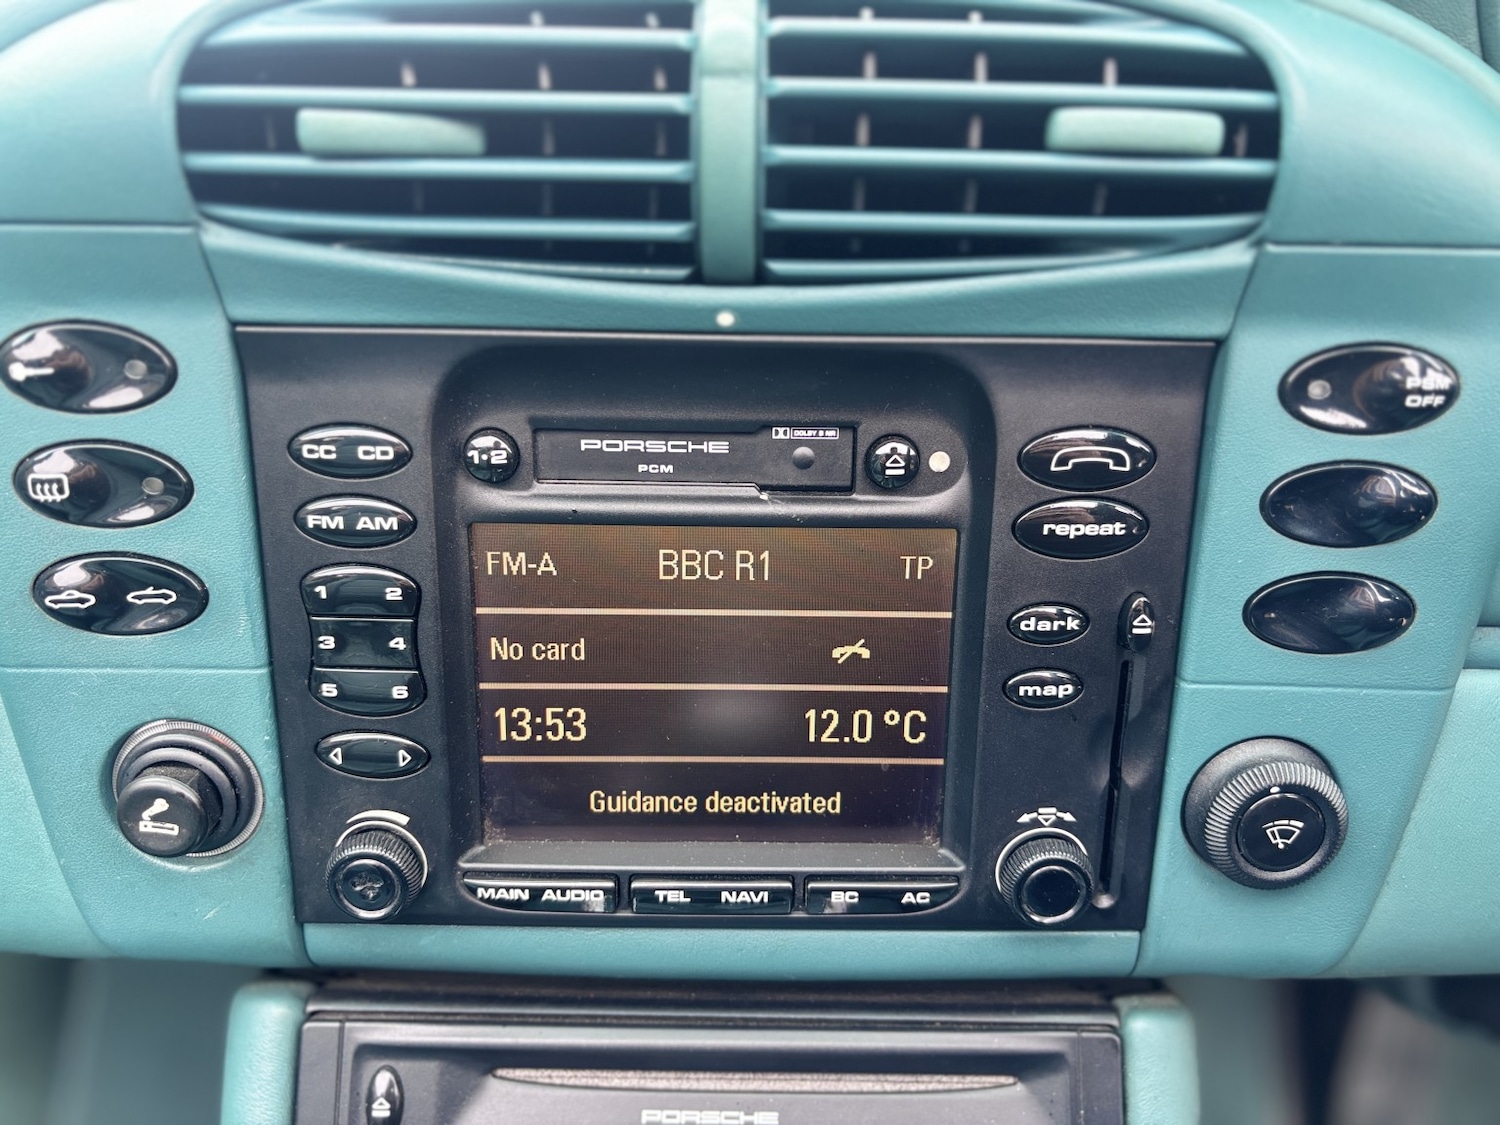 PSM
OFF
CC CD
1•2
PORSCHE
PCM
DOLBY B NR
FM AM
repeat
FM-A BBC R1 TP
1 2
3 4
5 6
No card
dark
map
13:53 12.0 °C
Guidance deactivated
MAIN AUDIO TEL NAVI BC AC
PORSCHE